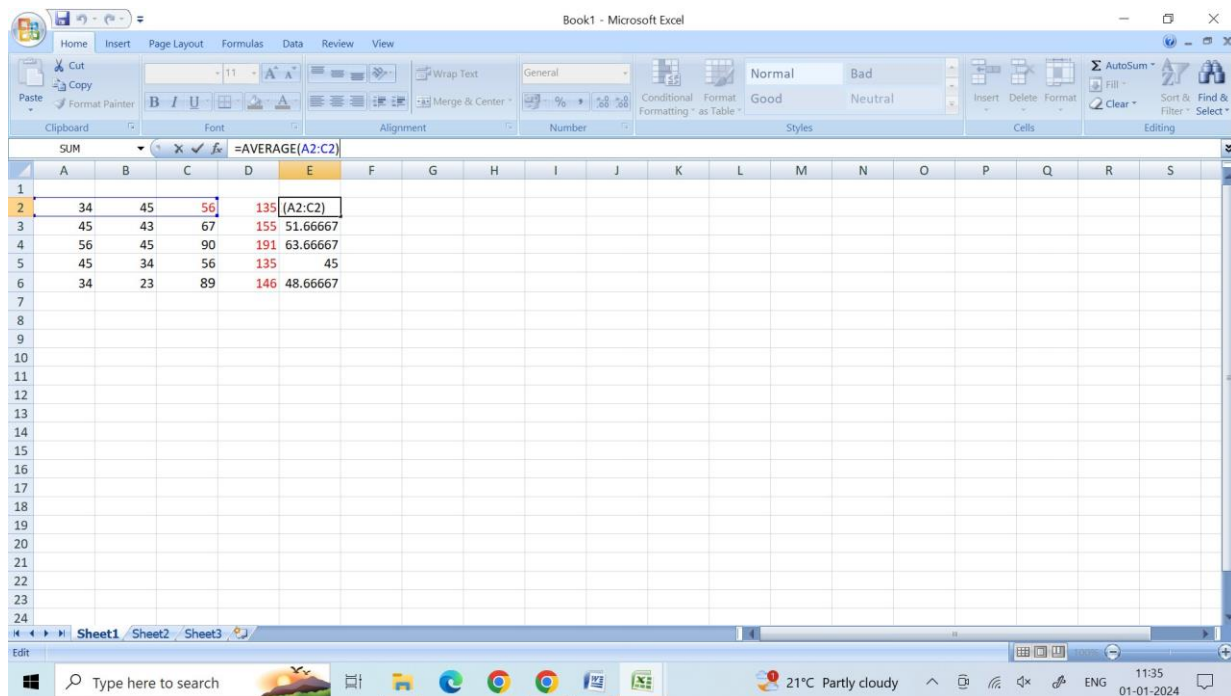 Book1 - Microsoft Excel
Home Insert Page Layout Formulas Data Review View
Cut
Copy
Format Painter
Paste
Clipboard
11
B I U
Font
Wrap Text
Merge & Center
Alignment
General
%
Number
Conditional Formatting
Format as Table
Normal Bad
Good Neutral
Styles
Insert Delete Format
Cells
Σ AutoSum
Fill
Clear
Sort & Filter
Find & Select
Editing
SUM fx =AVERAGE(A2:C2)
A B C D E F G H I J K L M N O P Q R S
1
2 34 45 56 135 (A2:C2)
3 45 43 67 155 51.66667
4 56 45 90 191 63.66667
5 45 34 56 135 45
6 34 23 89 146 48.66667
7
8
9
10
11
12
13
14
15
16
17
18
19
20
21
22
23
24
Sheet1 Sheet2 Sheet3
Edit 100%
Type here to search
21°C Partly cloudy
ENG
11:35
01-01-2024